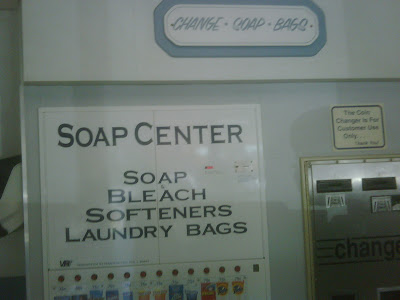 CHANGE · SOAP · BAGS ·
SOAP CENTER
SOAP
BLEACH
SOFTENERS
LAUNDRY BAGS
The Coin
Changer is For
Customer Use
Only...
Thank You!
change